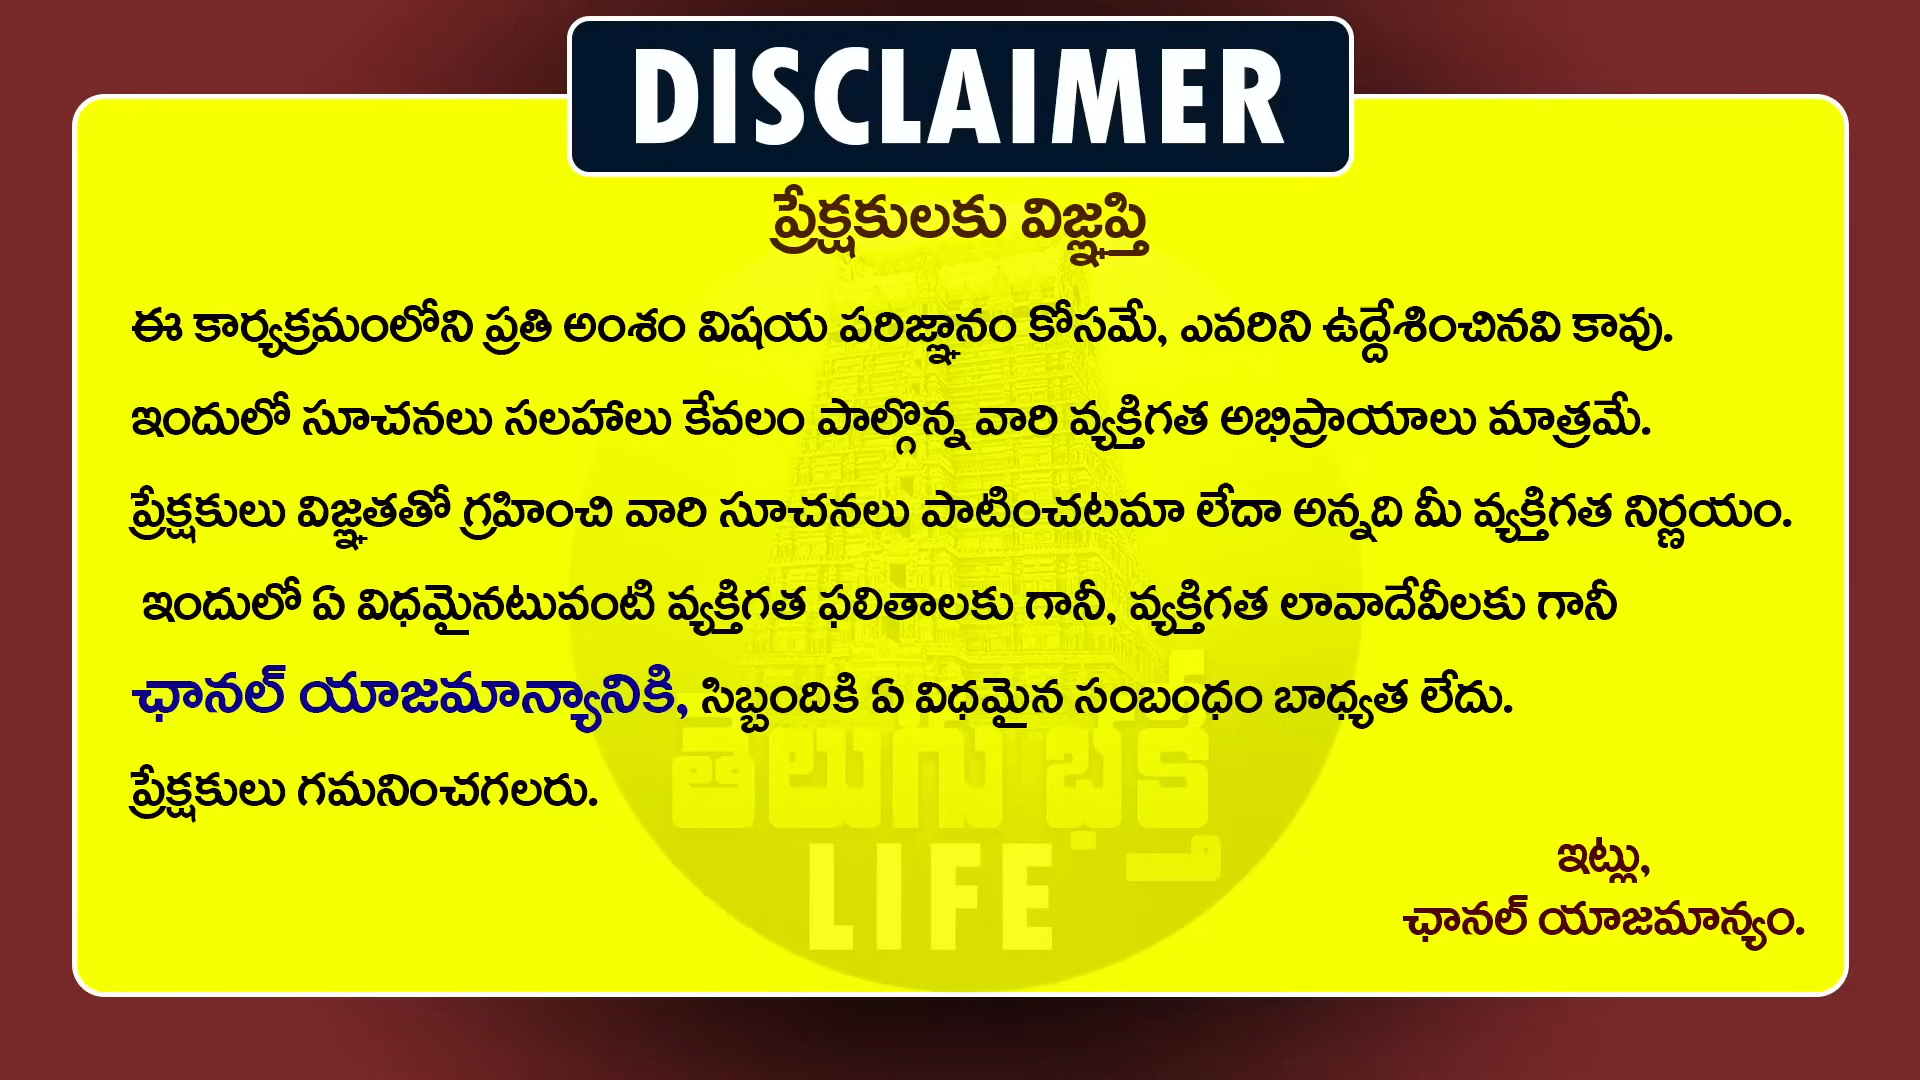 DISCLAIMER
ప్రేక్షకులకు విజ్ఞప్తి
ఈ కార్యక్రమంలోని ప్రతి అంశం విషయ పరిజ్ఞానం కోసమే, ఎవరిని ఉద్దేశించినవి కావు.
ఇందులో సూచనలు సలహాలు కేవలం పాల్గొన్న వారి వ్యక్తిగత అభిప్రాయాలు మాత్రమే.
ప్రేక్షకులు విజ్ఞతతో గ్రహించి వారి సూచనలు పాటించటమా లేదా అన్నది మీ వ్యక్తిగత నిర్ణయం.
ఇందులో ఏ విధమైనటువంటి వ్యక్తిగత ఫలితాలకు గానీ, వ్యక్తిగత లావాదేవీలకు గానీ
ఛానల్ యాజమాన్యానికి, సిబ్బందికి ఏ విధమైన సంబంధం బాధ్యత లేదు.
తెలుగు భక్తి
ప్రేక్షకులు గమనించగలరు.
LIFE
ఇట్లు,
ఛానల్ యాజమాన్యం.